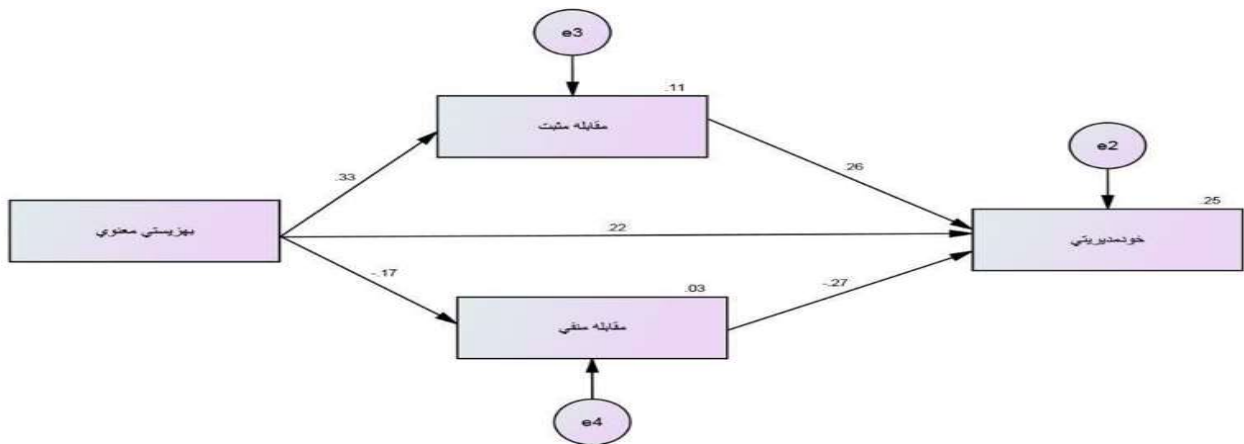 e3
.11
مقابله مثبت
e2
.33
.26
.25
بهزيستي معنوي
.22
خودمديريتي
-.17
-.27
.03
مقابله منفي
e4